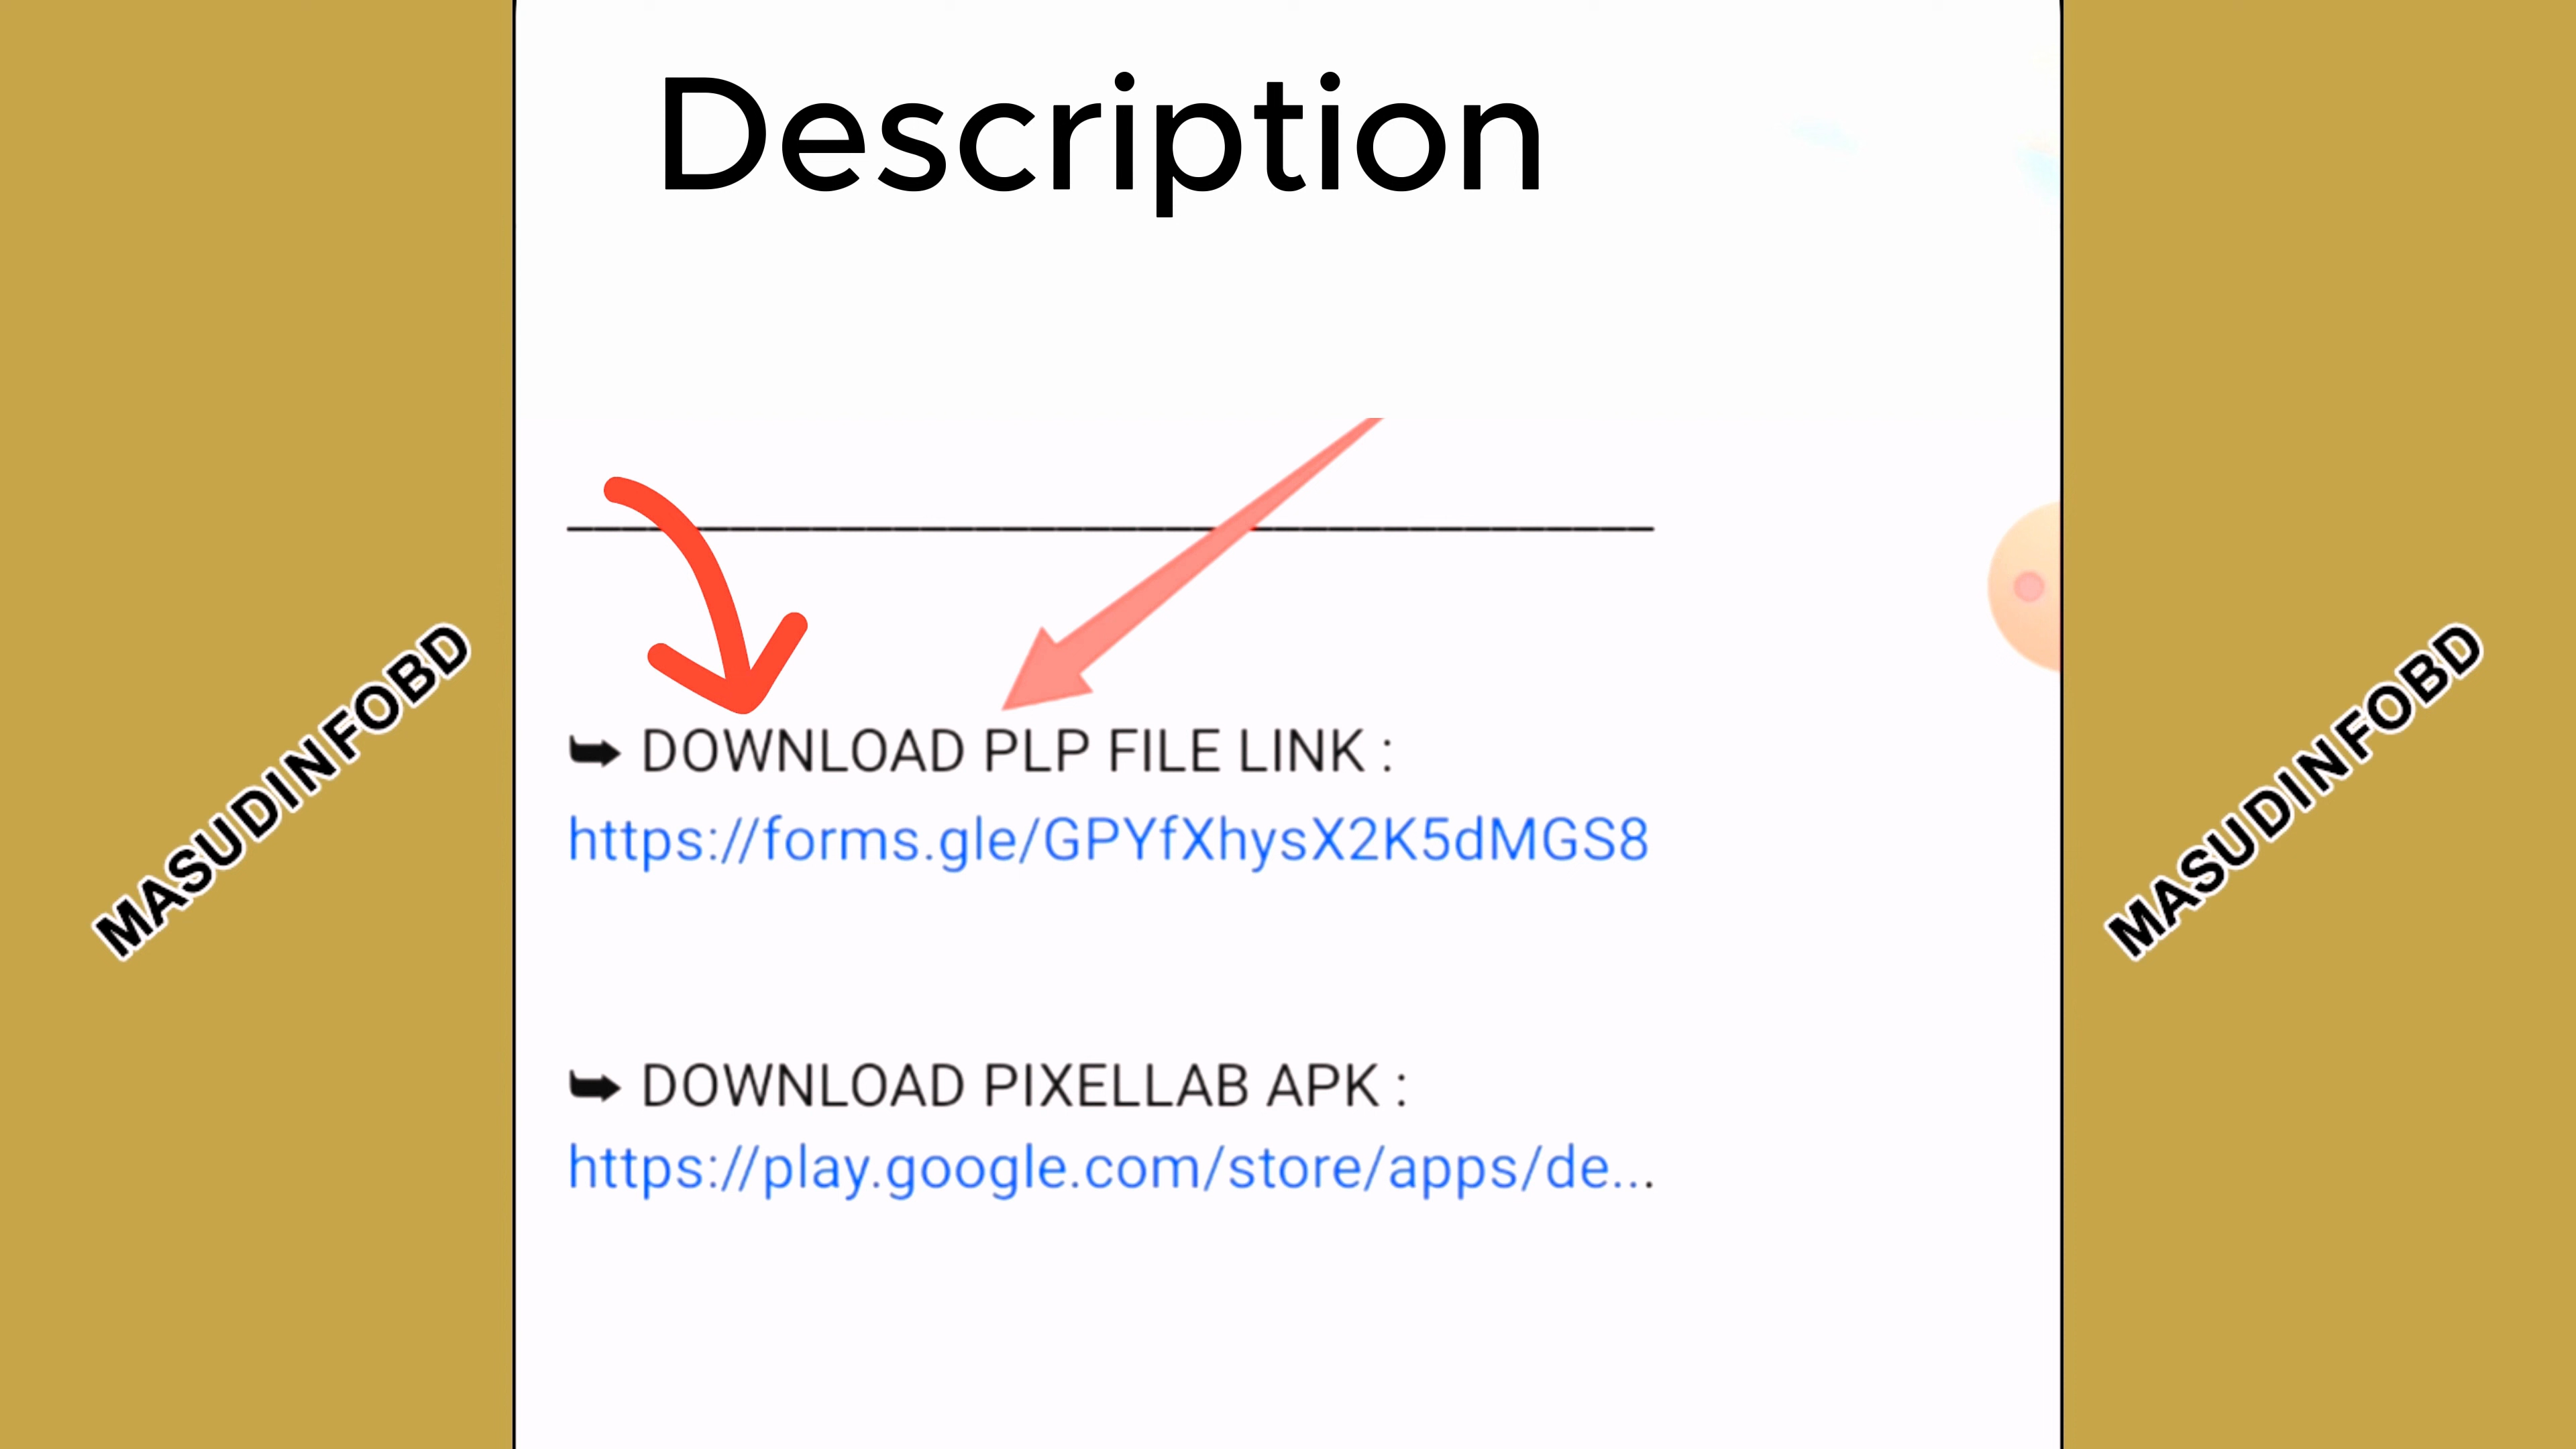 Description
MASUDINFOBD
MASUDINFOBD
➥ DOWNLOAD PLP FILE LINK :
https://forms.gle/GPYfXhysX2K5dMGS8
➥ DOWNLOAD PIXELLAB APK :
https://play.google.com/store/apps/de...